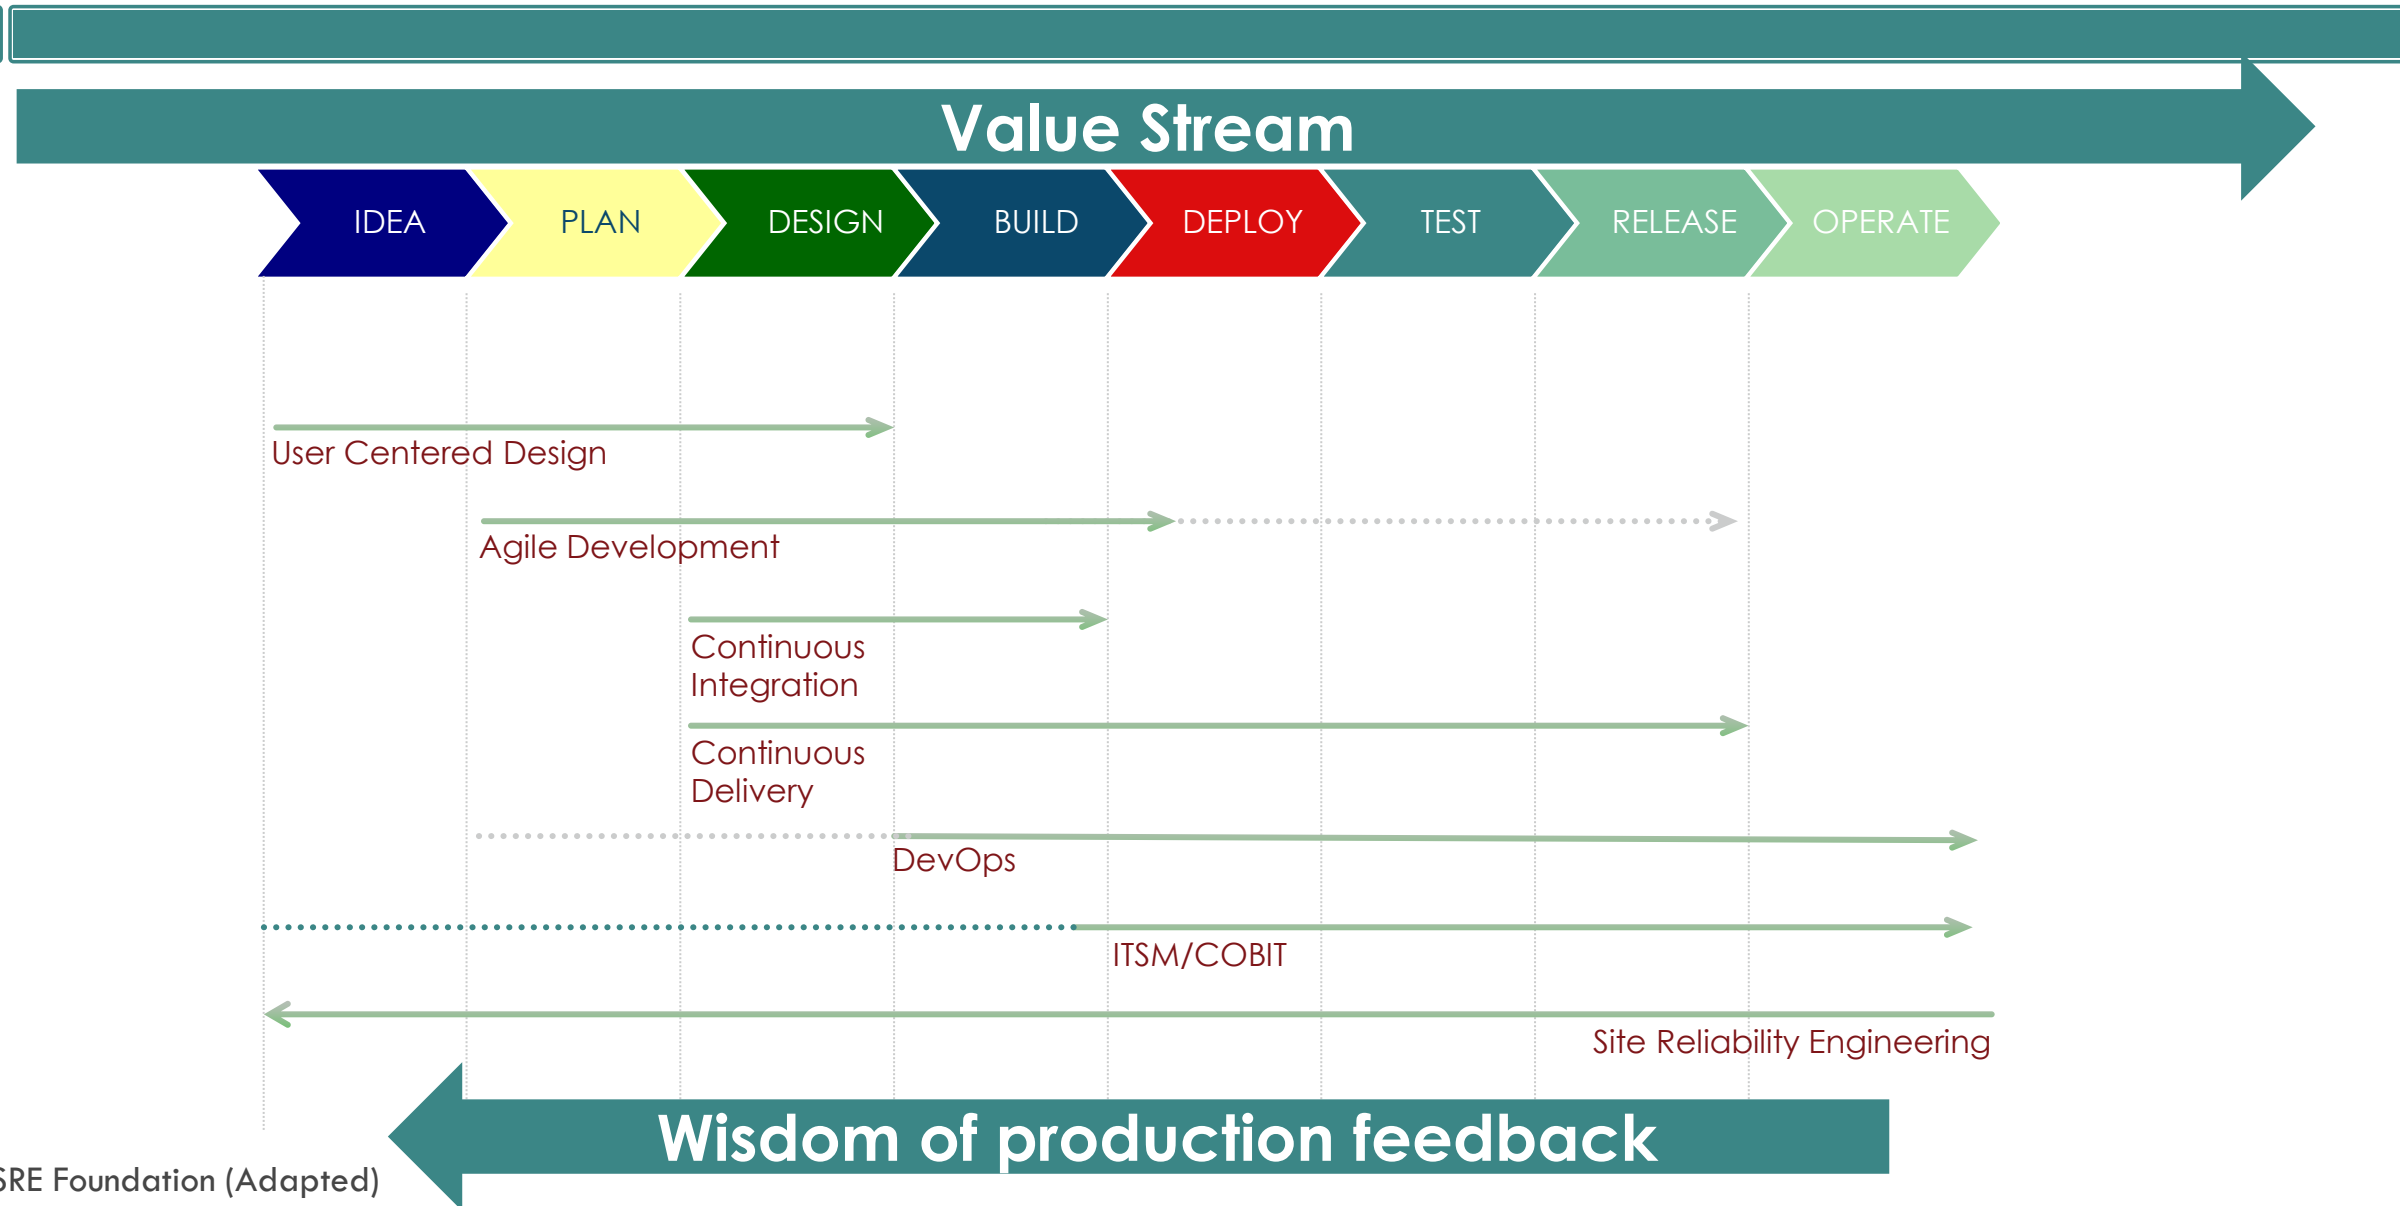 Value Stream
IDEA
PLAN
DESIGN
BUILD
DEPLOY
TEST
RELEASE
OPERATE
User Centered Design
Agile Development
Continuous
Integration
Continuous
Delivery
DevOps
ITSM/COBIT
Site Reliability Engineering
Wisdom of production feedback
SRE Foundation (Adapted)